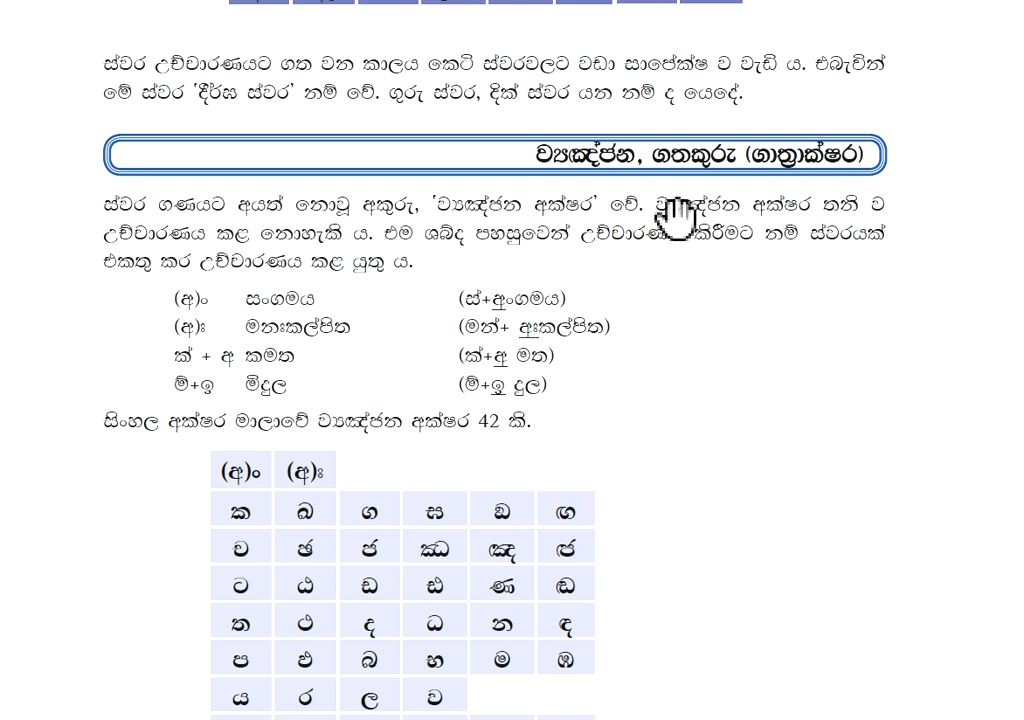 ස්වර උච්චාරණයට ගත වන කාලය කෙටි ස්වරවලට වඩා සාපේක්ෂ ව වැඩි ය. එබැවින්
මේ ස්වර 'දීර්ඝ ස්වර' නම් වේ. ගුරු ස්වර, දික් ස්වර යන නම් ද යෙදේ.
ව්‍යඤ්ජන, ගතකුරු (ගාත්‍රාක්ෂර)
ස්වර ගණයට අයත් නොවූ අකුරු, 'ව්‍යඤ්ජන අක්ෂර' වේ. අක්ෂර තනි ව
උච්චාරණය කළ නොහැකි ය. එම ශබ්ද පහසුවෙන් කිරීමට නම් ස්වරයක්
එකතු කර උච්චාරණය කළ යුතු ය.
(අ)ං සංගමය (ස්+අංගමය)
(අ)ඃ මනඃකල්පිත (මන්+ අඃකල්පිත)
ක් + අ කමත (ක්+අ මත)
ම්+ඉ මිදුල (ම්+ඉ දුල)
සිංහල අක්ෂර මාලාවේ ව්‍යඤ්ජන අක්ෂර 42 කි.
(අ)ං (අ)ඃ
ක ඛ ග ඝ ඞ ඟ
ච ඡ ජ ඣ ඤ ඦ
ට ඨ ඩ ඪ ණ ඬ
ත ථ ද ධ න ඳ
ප ඵ බ භ ම ඹ
ය ර ල ව